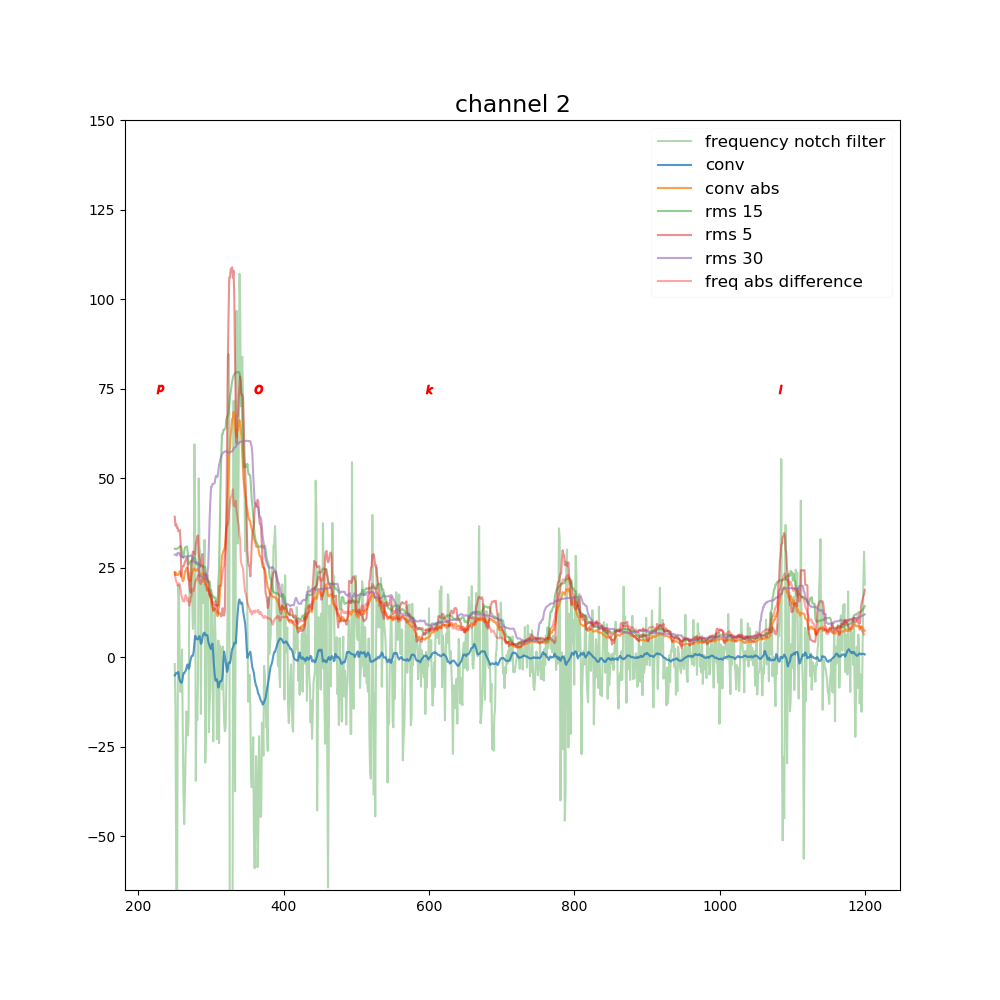 channel 2
150
125
100
75
50
25
0
−25
−50
200 400 600 800 1000 1200
frequency notch filter
conv
conv abs
rms 15
rms 5
rms 30
freq abs difference
p o k l